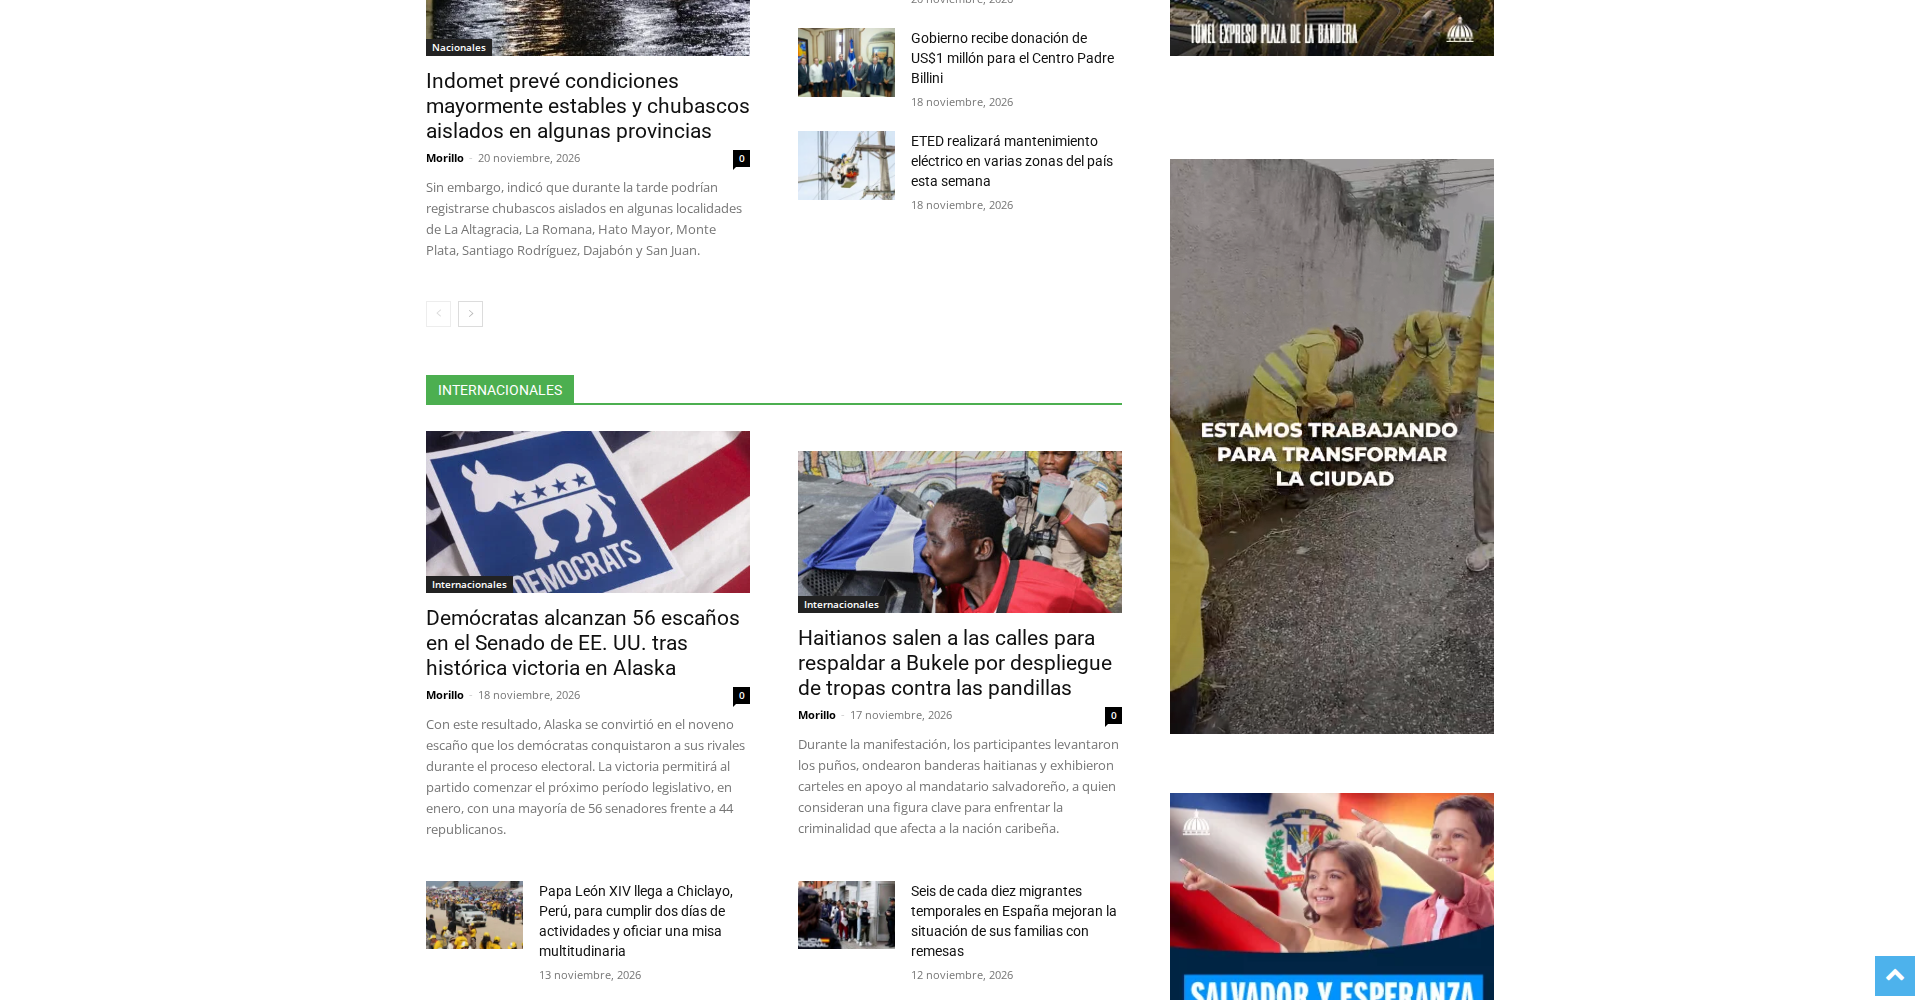 Nacionales
Indomet prevé condiciones
mayormente estables y chubascos
aislados en algunas provincias
Morillo - 20 noviembre, 2026
0
Sin embargo, indicó que durante la tarde podrían
registrarse chubascos aislados en algunas localidades
de La Altagracia, La Romana, Hato Mayor, Monte
Plata, Santiago Rodríguez, Dajabón y San Juan.
Gobierno recibe donación de
US$1 millón para el Centro Padre
Billini
18 noviembre, 2026
ETED realizará mantenimiento
eléctrico en varias zonas del país
esta semana
18 noviembre, 2026
INTERNACIONALES
DEMOCRATS
Internacionales
Demócratas alcanzan 56 escaños
en el Senado de EE. UU. tras
histórica victoria en Alaska
Morillo - 18 noviembre, 2026
0
Con este resultado, Alaska se convirtió en el noveno
escaño que los demócratas conquistaron a sus rivales
durante el proceso electoral. La victoria permitirá al
partido comenzar el próximo período legislativo, en
enero, con una mayoría de 56 senadores frente a 44
republicanos.
Internacionales
Haitianos salen a las calles para
respaldar a Bukele por despliegue
de tropas contra las pandillas
Morillo - 17 noviembre, 2026
0
Durante la manifestación, los participantes levantaron
los puños, ondearon banderas haitianas y exhibieron
carteles en apoyo al mandatario salvadoreño, a quien
consideran una figura clave para enfrentar la
criminalidad que afecta a la nación caribeña.
Papa León XIV llega a Chiclayo,
Perú, para cumplir dos días de
actividades y oficiar una misa
multitudinaria
13 noviembre, 2026
Seis de cada diez migrantes
temporales en España mejoran la
situación de sus familias con
remesas
12 noviembre, 2026
TÚNEL EXPRESO PLAZA DE LA BANDERA
ESTAMOS TRABAJANDO
PARA TRANSFORMAR
LA CIUDAD
SALVADOR Y ESPERANZA